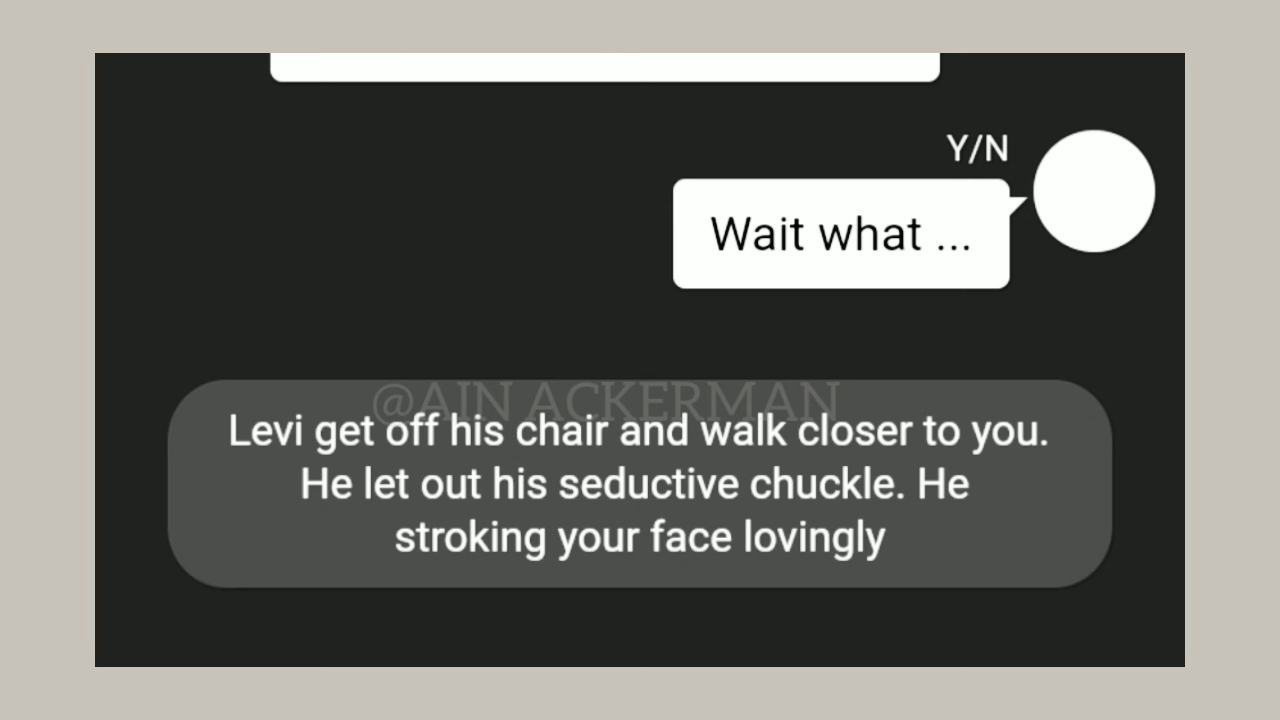 Y/N
Wait what ...
@AIN ACKERMAN
Levi get off his chair and walk closer to you.
He let out his seductive chuckle. He
stroking your face lovingly